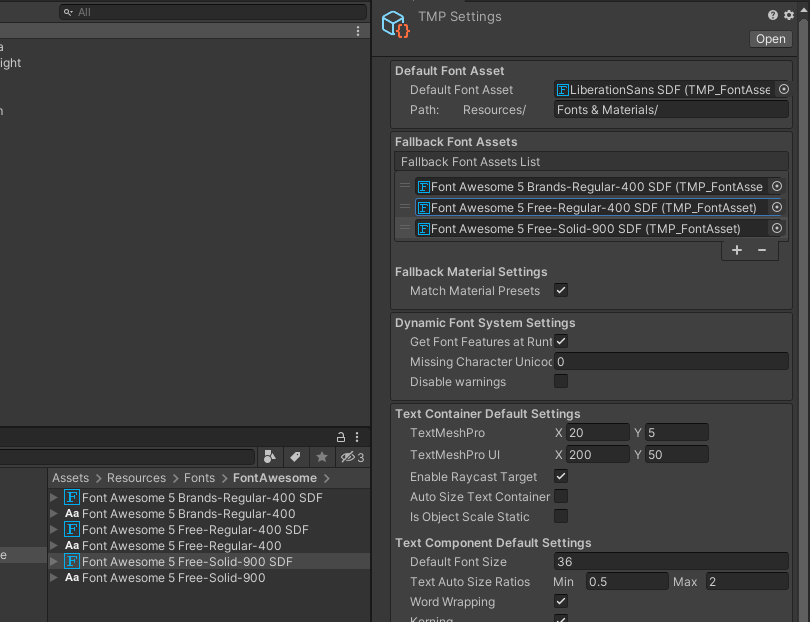 All
a
ight
n
3
Assets > Resources > Fonts > FontAwesome >
Font Awesome 5 Brands-Regular-400 SDF
Aa Font Awesome 5 Brands-Regular-400
Font Awesome 5 Free-Regular-400 SDF
Aa Font Awesome 5 Free-Regular-400
e
Font Awesome 5 Free-Solid-900 SDF
Aa Font Awesome 5 Free-Solid-900
TMP Settings
Open
Default Font Asset
Default Font Asset F LiberationSans SDF (TMP_FontAsse
Path: Resources/ Fonts & Materials/
Fallback Font Assets
Fallback Font Assets List
F Font Awesome 5 Brands-Regular-400 SDF (TMP_FontAsse
F Font Awesome 5 Free-Regular-400 SDF (TMP_FontAsset)
F Font Awesome 5 Free-Solid-900 SDF (TMP_FontAsset)
+ −
Fallback Material Settings
Match Material Presets
Dynamic Font System Settings
Get Font Features at Runt
Missing Character Unicod 0
Disable warnings
Text Container Default Settings
TextMeshPro X 20 Y 5
TextMeshPro UI X 200 Y 50
Enable Raycast Target
Auto Size Text Container
Is Object Scale Static
Text Component Default Settings
Default Font Size 36
Text Auto Size Ratios Min 0.5 Max 2
Word Wrapping
Kerning